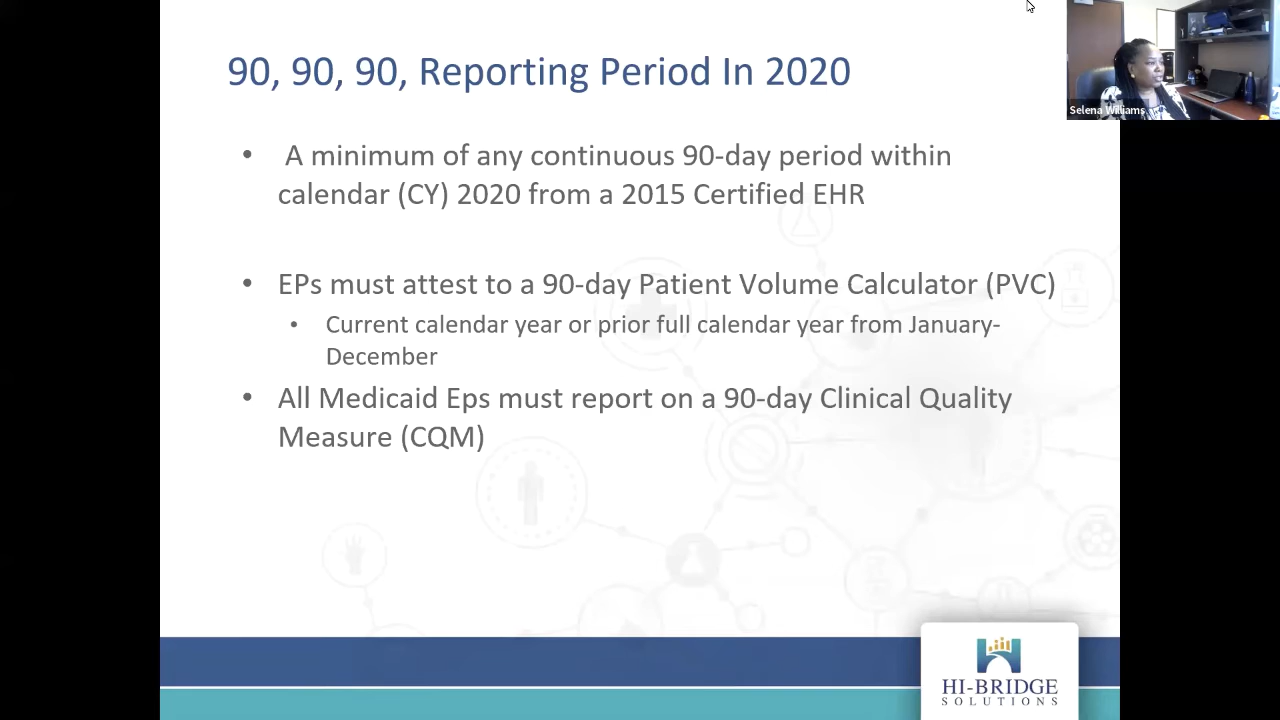 90, 90, 90, Reporting Period In 2020
Selena Williams
• A minimum of any continuous 90-day period within
calendar (CY) 2020 from a 2015 Certified EHR
• EPs must attest to a 90-day Patient Volume Calculator (PVC)
• Current calendar year or prior full calendar year from January-
December
• All Medicaid Eps must report on a 90-day Clinical Quality
Measure (CQM)
HI-BRIDGE
SOLUTIONS